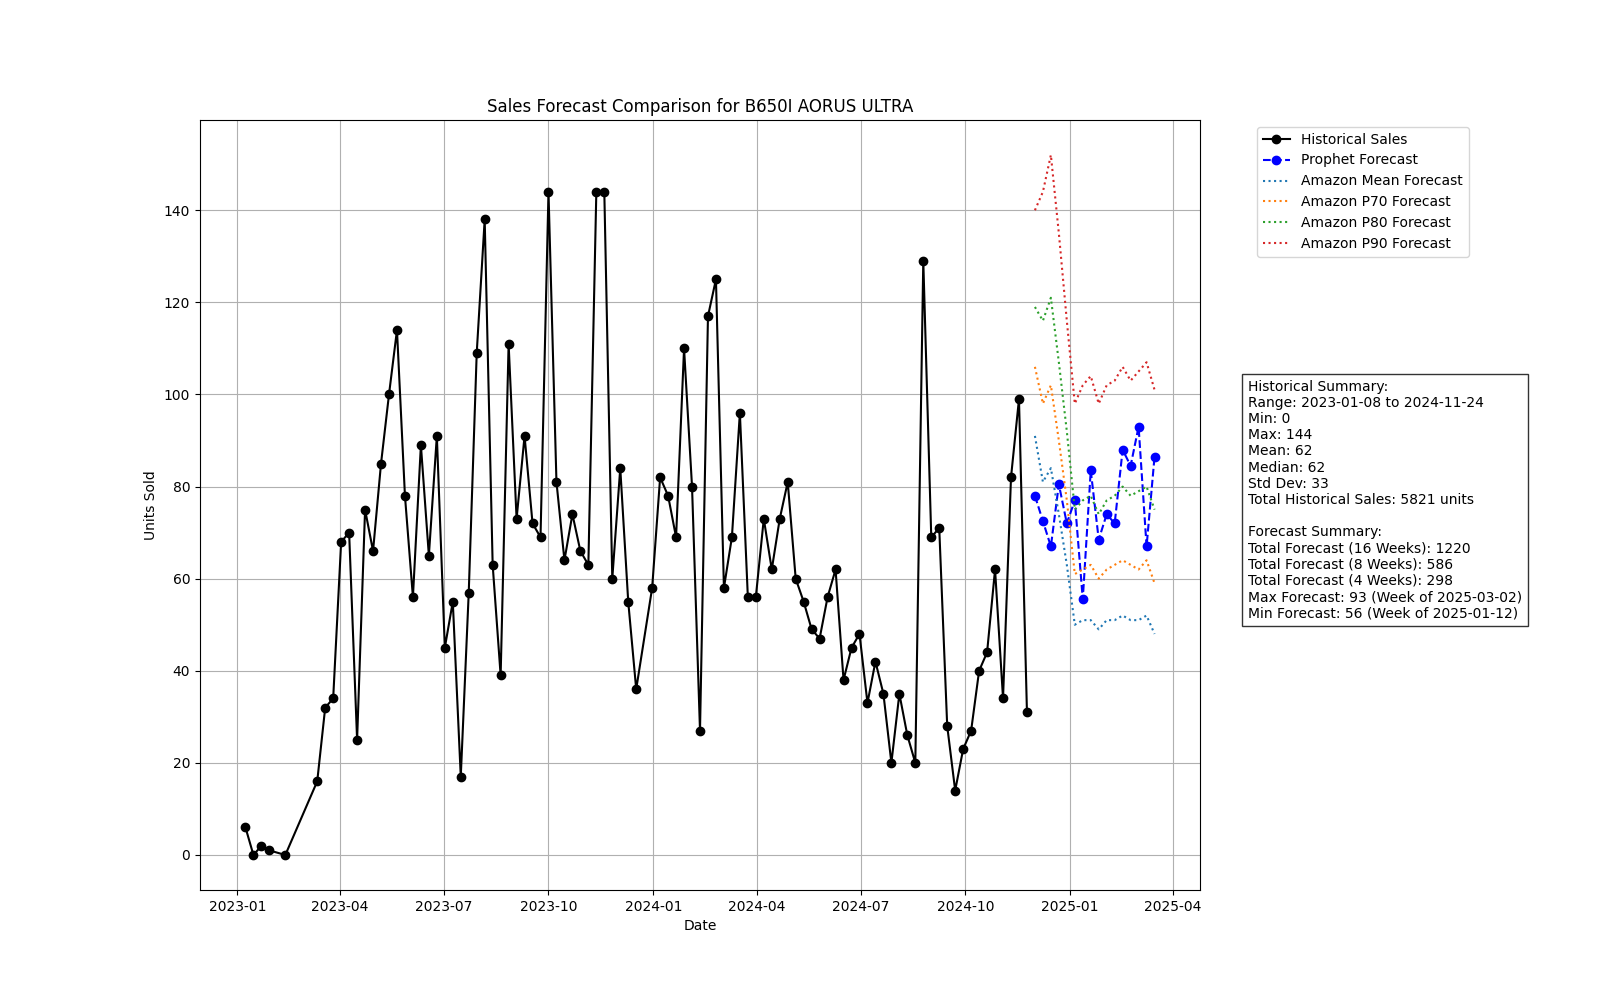 Sales Forecast Comparison for B650I AORUS ULTRA
Units Sold
140
120
100
80
60
40
20
0
2023-01 2023-04 2023-07 2023-10 2024-01 2024-04 2024-07 2024-10 2025-01 2025-04
Date
Historical Sales
Prophet Forecast
Amazon Mean Forecast
Amazon P70 Forecast
Amazon P80 Forecast
Amazon P90 Forecast
Historical Summary:
Range: 2023-01-08 to 2024-11-24
Min: 0
Max: 144
Mean: 62
Median: 62
Std Dev: 33
Total Historical Sales: 5821 units
Forecast Summary:
Total Forecast (16 Weeks): 1220
Total Forecast (8 Weeks): 586
Total Forecast (4 Weeks): 298
Max Forecast: 93 (Week of 2025-03-02)
Min Forecast: 56 (Week of 2025-01-12)